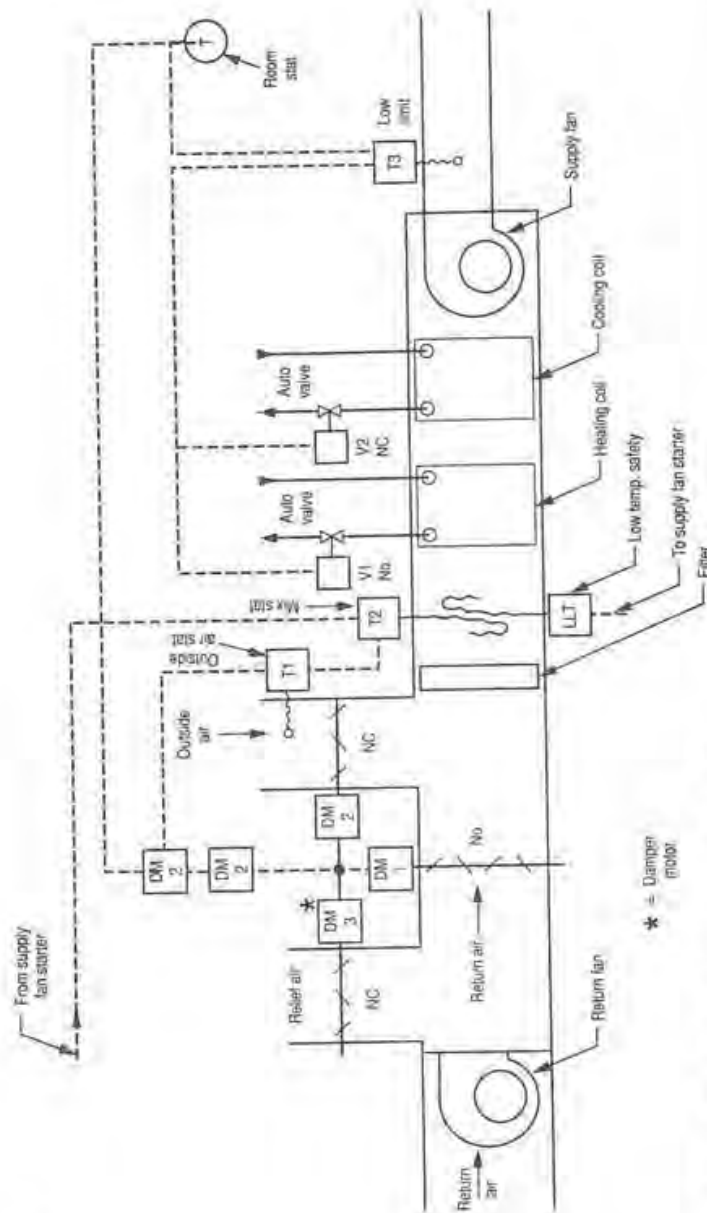 From supply
fan starter
T
Room
stat
Low
limit
T3
Auto
valve
V2
NC
Auto
valve
V1
No.
Mix stat
T2
Outside
air stat
T1
Outside
air
NC
DM
2
DM
2
DM
2
*
DM
3
DM
1
Relief air
NC
No
Return air
Supply fan
Cooling coil
Heating coil
Low temp. safety
LLT.
To supply fan starter
Filter
* = Damper
motor
Return fan
Return
air